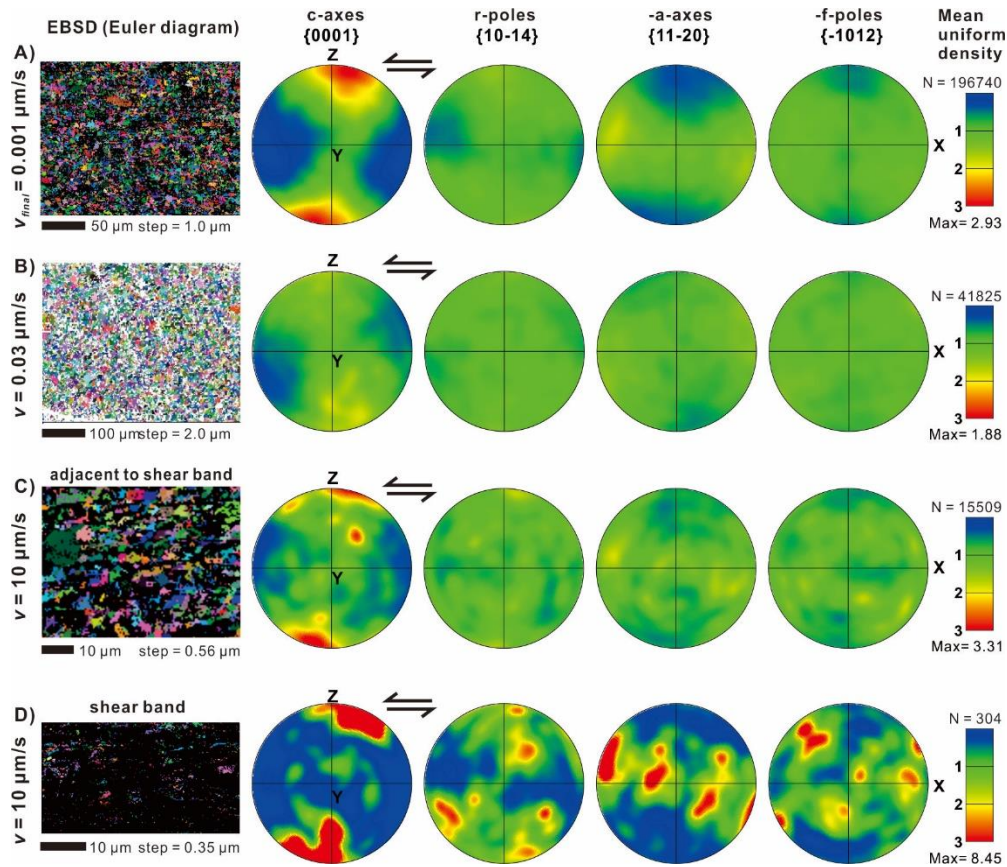 EBSD (Euler diagram)
c-axes
{0001}
r-poles
{10-14}
-a-axes
{11-20}
-f-poles
{-1012}
Mean
uniform
density
A)
v final = 0.001 μm/s
50 μm step = 1.0 μm
Z
Y
X
N = 196740
1
2
3
Max= 2.93
B)
v = 0.03 μm/s
100 μm step = 2.0 μm
Z
Y
X
N = 41825
1
2
3
Max= 1.88
adjacent to shear band
C)
v = 10 μm/s
10 μm step = 0.56 μm
Z
Y
X
N = 15509
1
2
3
Max= 3.31
shear band
D)
v = 10 μm/s
10 μm step = 0.35 μm
Z
Y
X
N = 304
1
2
3
Max= 8.45